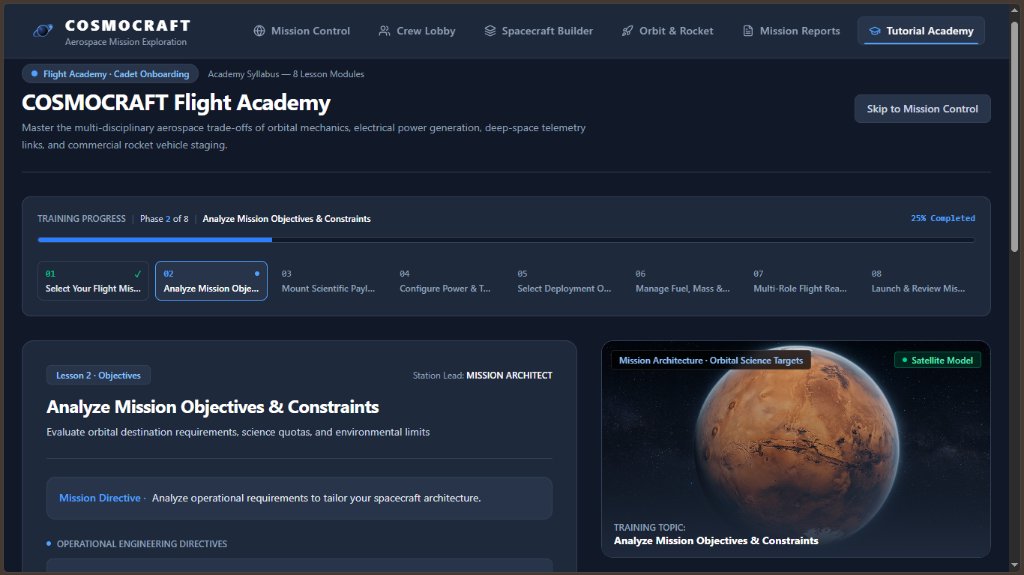 COSMOCRAFT
Aerospace Mission Exploration
Mission Control
Crew Lobby
Spacecraft Builder
Orbit & Rocket
Mission Reports
Tutorial Academy
Flight Academy · Cadet Onboarding
Academy Syllabus — 8 Lesson Modules
COSMOCRAFT Flight Academy
Skip to Mission Control
Master the multi-disciplinary aerospace trade-offs of orbital mechanics, electrical power generation, deep-space telemetry
links, and commercial rocket vehicle staging.
TRAINING PROGRESS | Phase 2 of 8 | Analyze Mission Objectives & Constraints
25% Completed
01 ✓
Select Your Flight Mis...
02
Analyze Mission Obje...
03
Mount Scientific Payl...
04
Configure Power & T...
05
Select Deployment O...
06
Manage Fuel, Mass &...
07
Multi-Role Flight Rea...
08
Launch & Review Mis...
Lesson 2 · Objectives
Station Lead: MISSION ARCHITECT
Analyze Mission Objectives & Constraints
Evaluate orbital destination requirements, science quotas, and environmental limits
Mission Directive · Analyze operational requirements to tailor your spacecraft architecture.
OPERATIONAL ENGINEERING DIRECTIVES
Mission Architecture · Orbital Science Targets
Satellite Model
TRAINING TOPIC:
Analyze Mission Objectives & Constraints